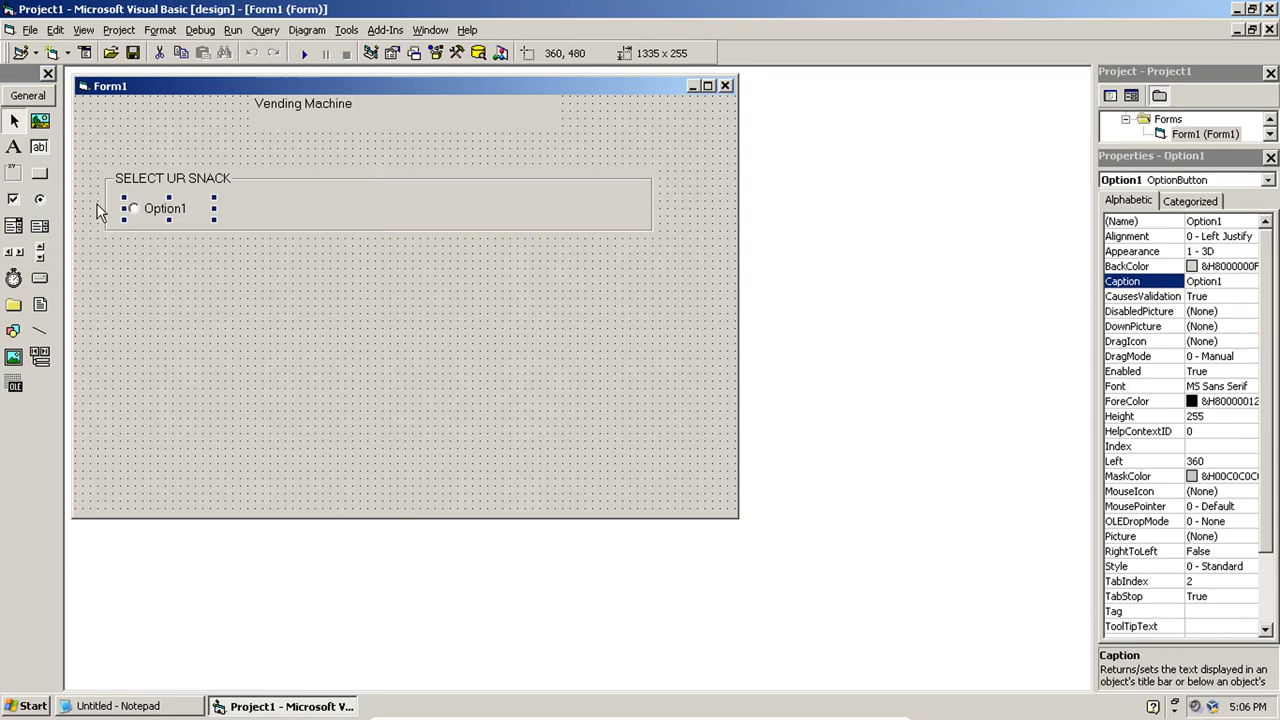 Project1 - Microsoft Visual Basic [design] - [Form1 (Form)]
File Edit View Project Format Debug Run Query Diagram Tools Add-Ins Window Help
360, 480 1335 x 255
General
Form1
Vending Machine
SELECT UR SNACK
Option1
Project - Project1
Forms
Form1 (Form1)
Properties - Option1
Option1 OptionButton
Alphabetic Categorized
(Name) Option1
Alignment 0 - Left Justify
Appearance 1 - 3D
BackColor &H8000000F
Caption Option1
CausesValidation True
DisabledPicture (None)
DownPicture (None)
DragIcon (None)
DragMode 0 - Manual
Enabled True
Font MS Sans Serif
ForeColor &H80000012
Height 255
HelpContextID 0
Index
Left 360
MaskColor &H00C0C0C0
MouseIcon (None)
MousePointer 0 - Default
OLEDropMode 0 - None
Picture (None)
RightToLeft False
Style 0 - Standard
TabIndex 2
TabStop True
Tag
ToolTipText
Caption
Returns/sets the text displayed in an
object's title bar or below an object's
A ab|
XY
OLE
Start Untitled - Notepad Project1 - Microsoft V... 5:06 PM